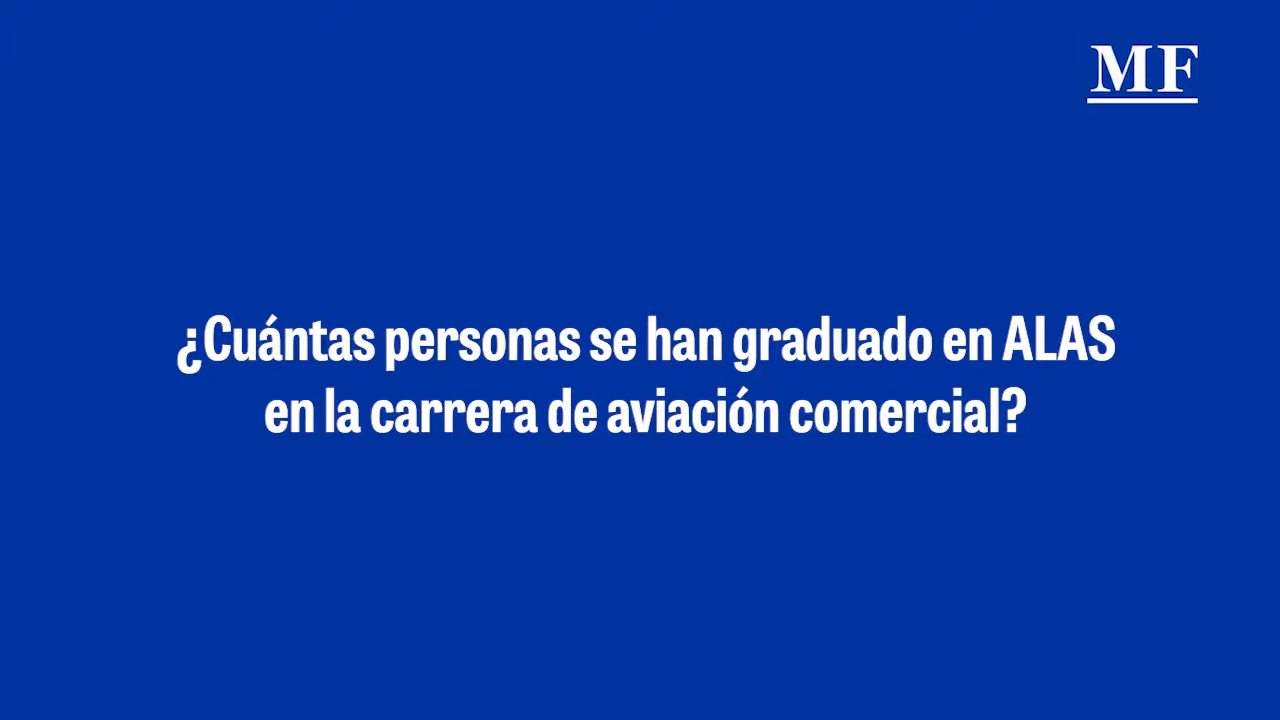 MF
¿Cuántas personas se han graduado en ALAS
en la carrera de aviación comercial?